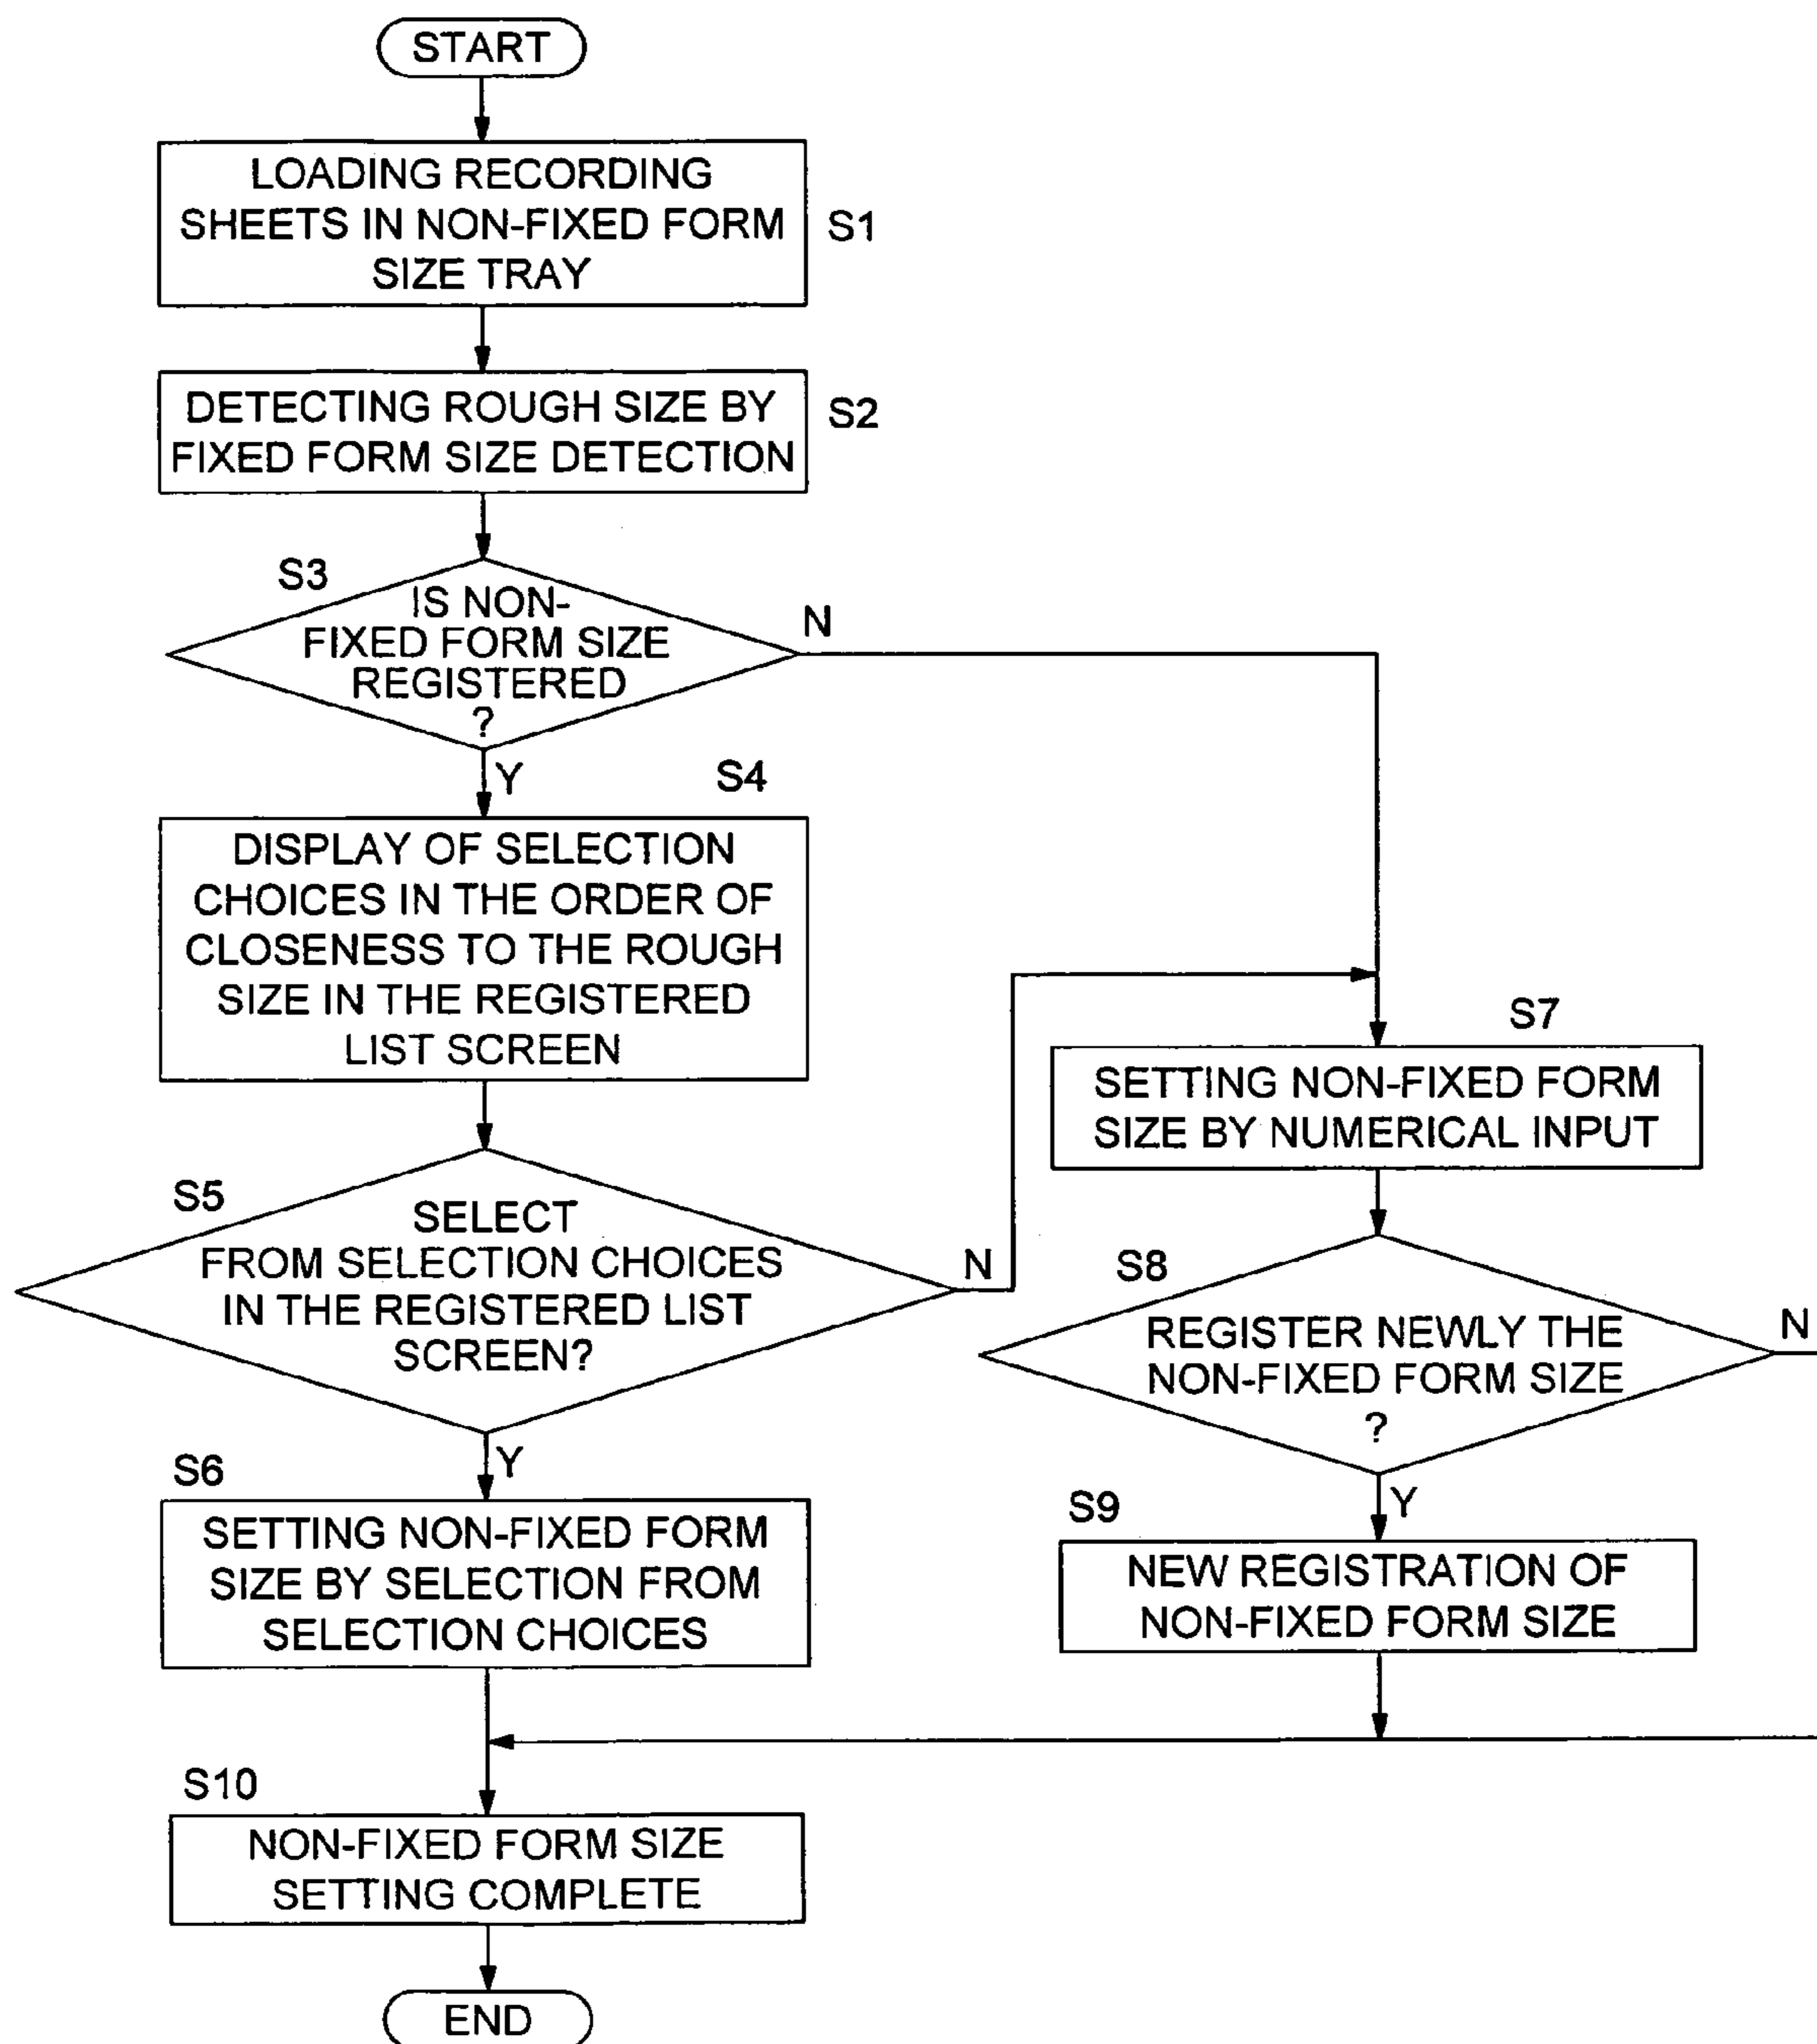 START
LOADING RECORDING
SHEETS IN NON-FIXED FORM
SIZE TRAY
S1
DETECTING ROUGH SIZE BY
FIXED FORM SIZE DETECTION
S2
S3
IS NON-
FIXED FORM SIZE
REGISTERED
?
N
Y
S4
DISPLAY OF SELECTION
CHOICES IN THE ORDER OF
CLOSENESS TO THE ROUGH
SIZE IN THE REGISTERED
LIST SCREEN
S5
SELECT
FROM SELECTION CHOICES
IN THE REGISTERED LIST
SCREEN?
N
Y
S6
SETTING NON-FIXED FORM
SIZE BY SELECTION FROM
SELECTION CHOICES
S7
SETTING NON-FIXED FORM
SIZE BY NUMERICAL INPUT
S8
REGISTER NEWLY THE
NON-FIXED FORM SIZE
?
N
Y
S9
NEW REGISTRATION OF
NON-FIXED FORM SIZE
S10
NON-FIXED FORM SIZE
SETTING COMPLETE
END